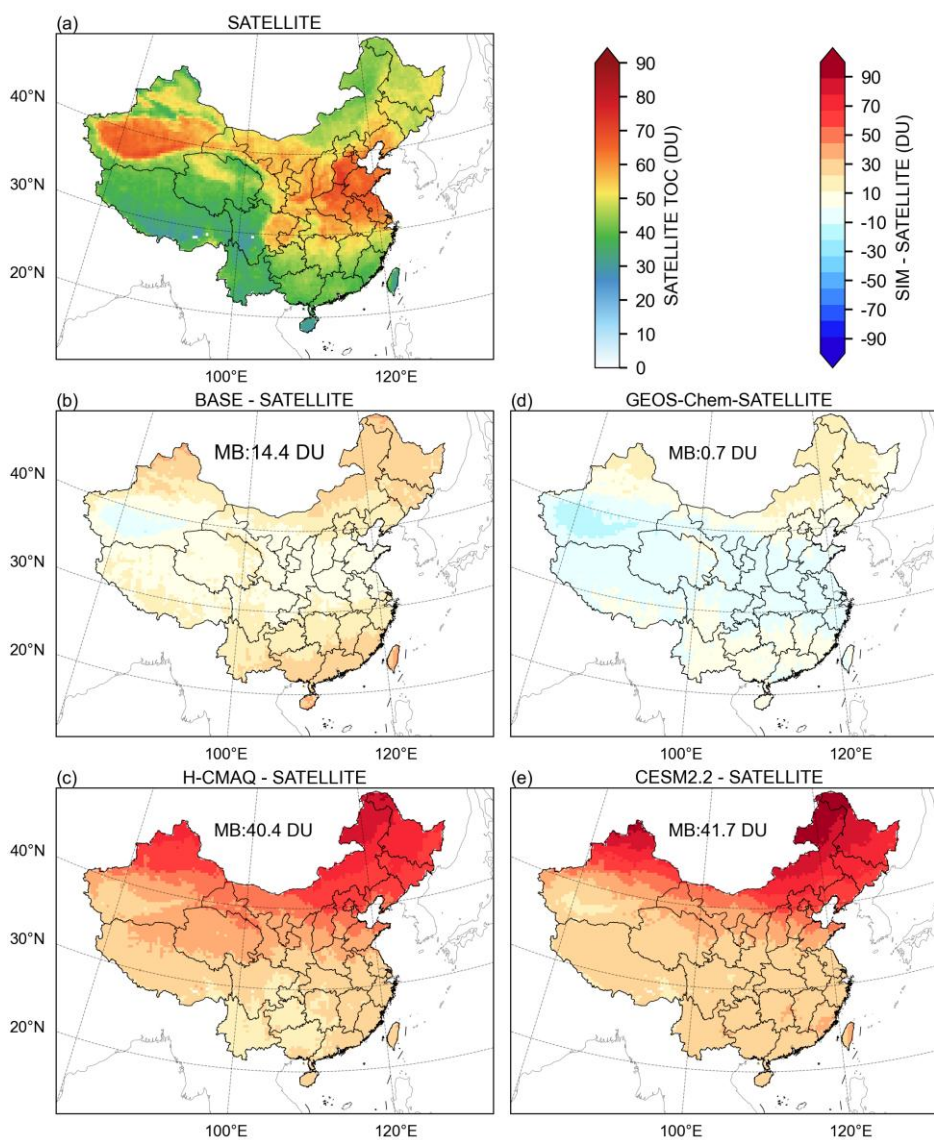 (a) SATELLITE
40°N
30°N
20°N
100°E 120°E
90
80
70
60
50
40
30
20
10
0
SATELLITE TOC (DU)
90
70
50
30
10
-10
-30
-50
-70
-90
SIM - SATELLITE (DU)
(b) BASE - SATELLITE
MB:14.4 DU
40°N
30°N
20°N
100°E 120°E
(d) GEOS-Chem-SATELLITE
MB:0.7 DU
100°E 120°E
(c) H-CMAQ - SATELLITE
MB:40.4 DU
40°N
30°N
20°N
100°E 120°E
(e) CESM2.2 - SATELLITE
MB:41.7 DU
100°E 120°E